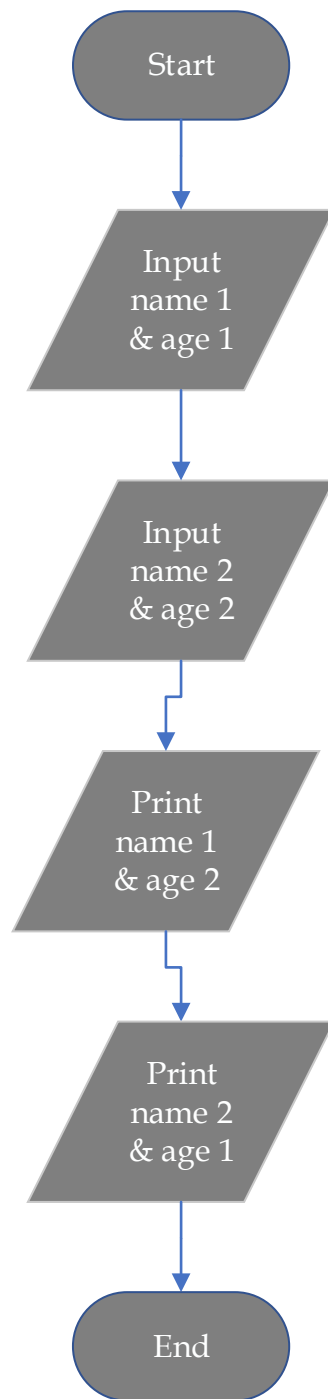 Start
Input
name 1
& age 1
Input
name 2
& age 2
Print
name 1
& age 2
Print
name 2
& age 1
End